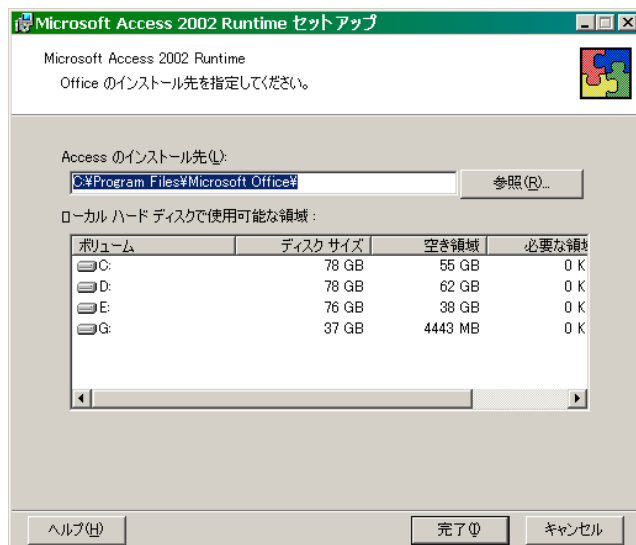 Microsoft Access 2002 Runtime セットアップ
Microsoft Access 2002 Runtime
Office のインストール先を指定してください。
Access のインストール先(L):
C:¥Program Files¥Microsoft Office¥
参照(R)...
ローカル ハード ディスクで使用可能な領域 :
ボリューム ディスク サイズ 空き領域 必要な領域
C: 78 GB 55 GB 0 K
D: 78 GB 62 GB 0 K
E: 76 GB 38 GB 0 K
G: 37 GB 4443 MB 0 K
ヘルプ(H) 完了(I) キャンセル